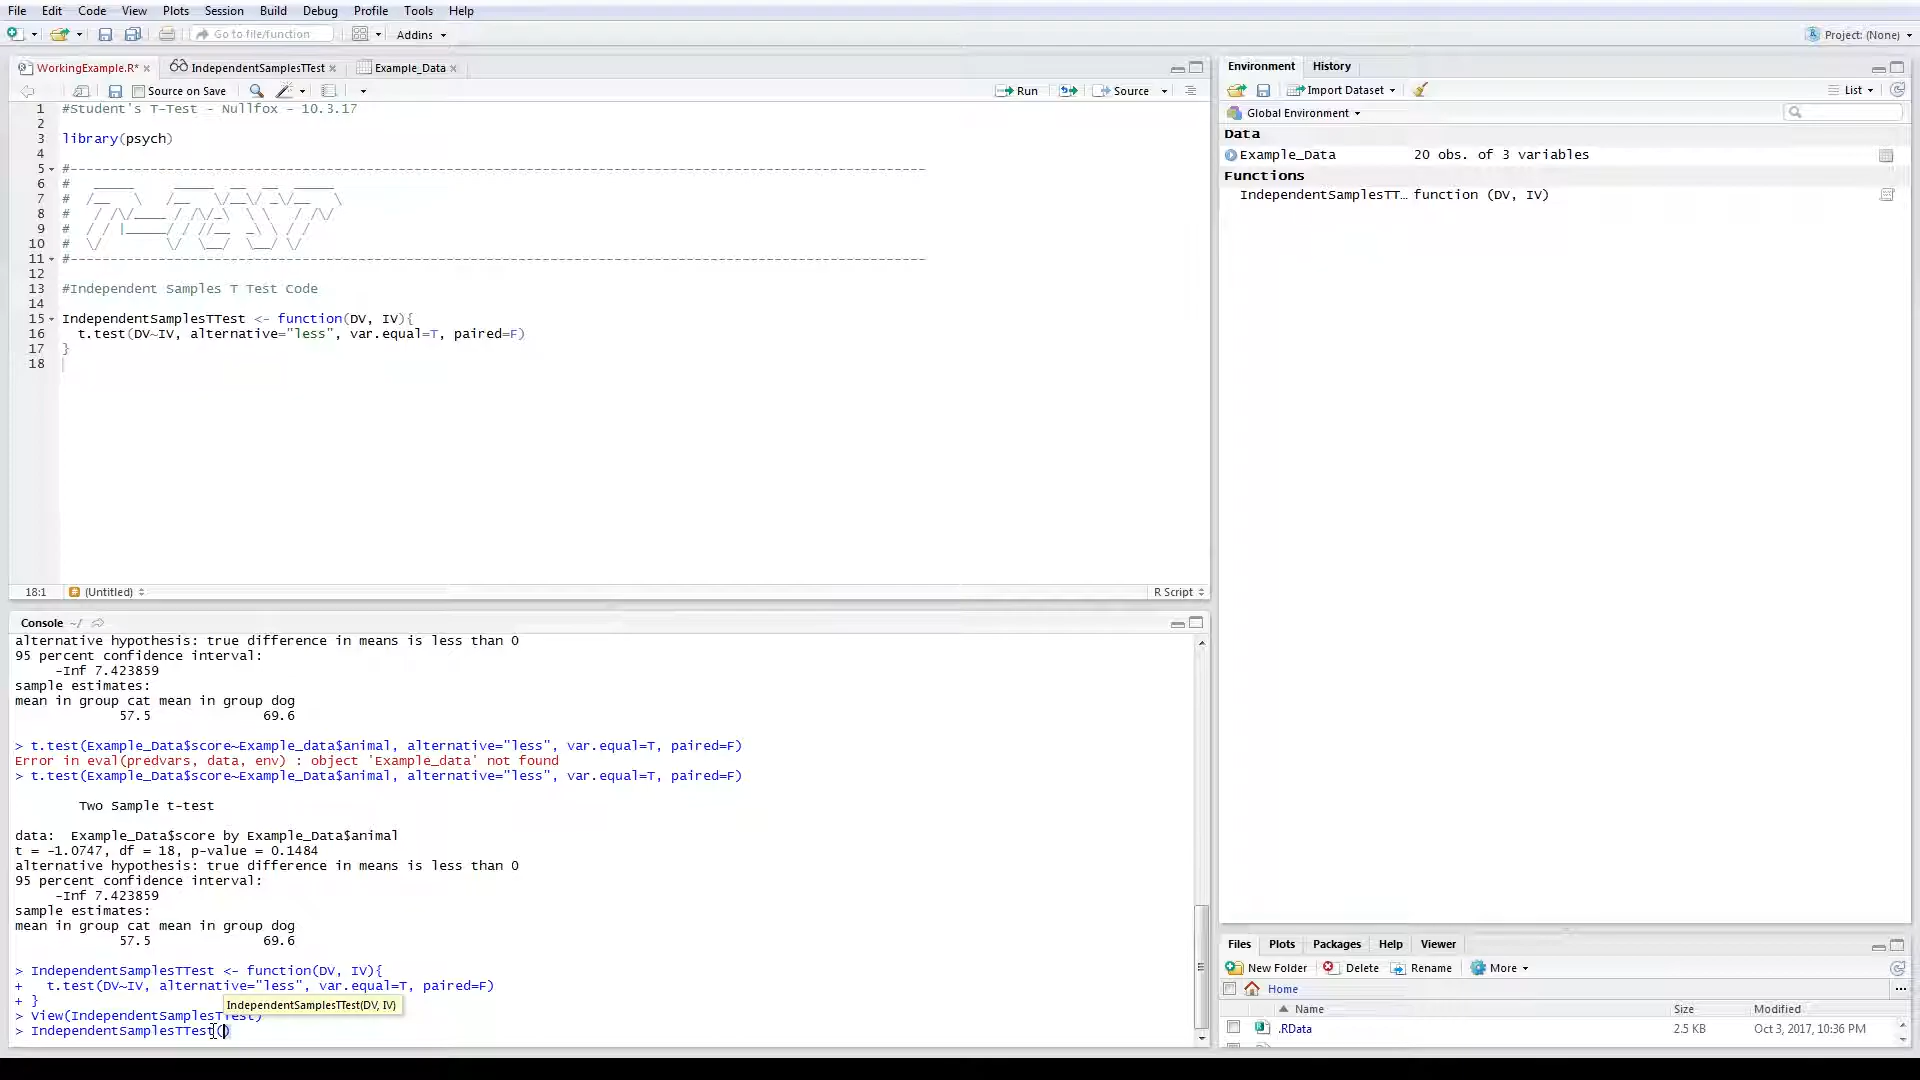 File Edit Code View Plots Session Build Debug Profile Tools Help
Go to file/function Addins Project: (None)
WorkingExample.R* IndependentSamplesTTest Example_Data
Source on Save Run Source
1 #Student's T-Test - Nullfox - 10.3.17
2
3 library(psych)
4
5 #-----------------------------------------------------------------------------------------------------------
6 #
7 #
8 #
9 #
10 #
11 #-----------------------------------------------------------------------------------------------------------
12
13 #Independent Samples T Test Code
14
15 IndependentSamplesTTest <- function(DV, IV){
16 t.test(DV~IV, alternative="less", var.equal=T, paired=F)
17 }
18
18:1 (Untitled) R Script
Console ~/
alternative hypothesis: true difference in means is less than 0
95 percent confidence interval:
-Inf 7.423859
sample estimates:
mean in group cat mean in group dog
57.5 69.6
> t.test(Example_Data$score~Example_data$animal, alternative="less", var.equal=T, paired=F)
Error in eval(predvars, data, env) : object 'Example_data' not found
> t.test(Example_Data$score~Example_Data$animal, alternative="less", var.equal=T, paired=F)
Two Sample t-test
data: Example_Data$score by Example_Data$animal
t = -1.0747, df = 18, p-value = 0.1484
alternative hypothesis: true difference in means is less than 0
95 percent confidence interval:
-Inf 7.423859
sample estimates:
mean in group cat mean in group dog
57.5 69.6
> IndependentSamplesTTest <- function(DV, IV){
+ t.test(DV~IV, alternative="less", var.equal=T, paired=F)
+ }
IndependentSamplesTTest(DV, IV)
> View(IndependentSamplesTTest)
> IndependentSamplesTTest()
Environment History
Import Dataset List
Global Environment
Data
Example_Data 20 obs. of 3 variables
Functions
IndependentSamplesTT… function (DV, IV)
Files Plots Packages Help Viewer
New Folder Delete Rename More
Home
Name Size Modified
.RData 2.5 KB Oct 3, 2017, 10:36 PM